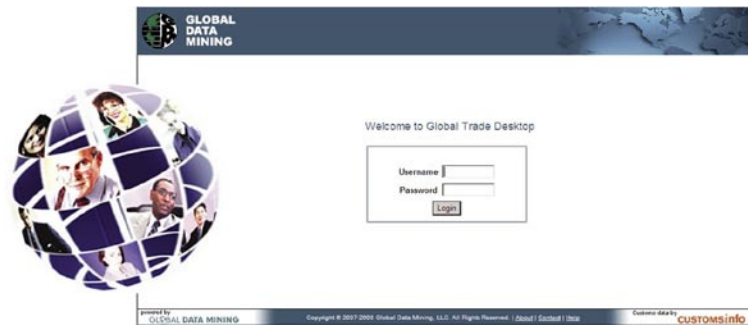 GLOBAL
DATA
MINING
Welcome to Global Trade Desktop
Username
Password
Login
powered by
GLOBAL DATA MINING
Copyright © 2007-2008 Global Data Mining, LLC. All Rights Reserved. | About | Contact | Help
Customs data by
CUSTOMSinfo